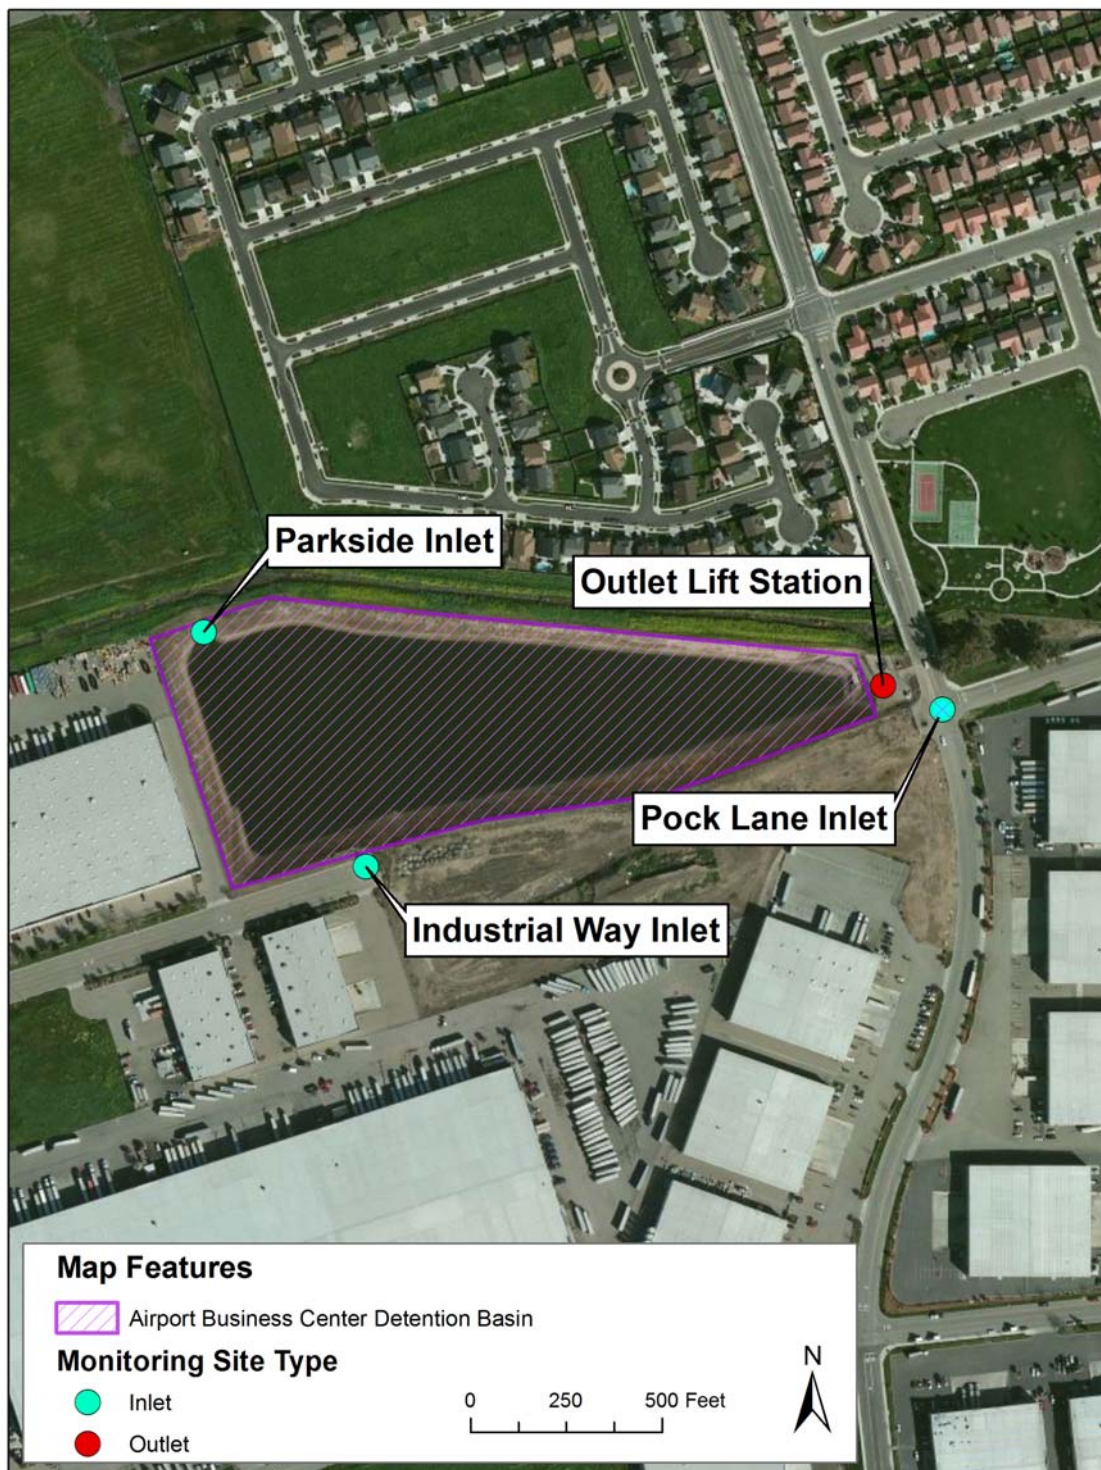 Parkside Inlet
Outlet Lift Station
Pock Lane Inlet
Industrial Way Inlet
Map Features
Airport Business Center Detention Basin
Monitoring Site Type
Inlet
Outlet
0 250 500 Feet
N